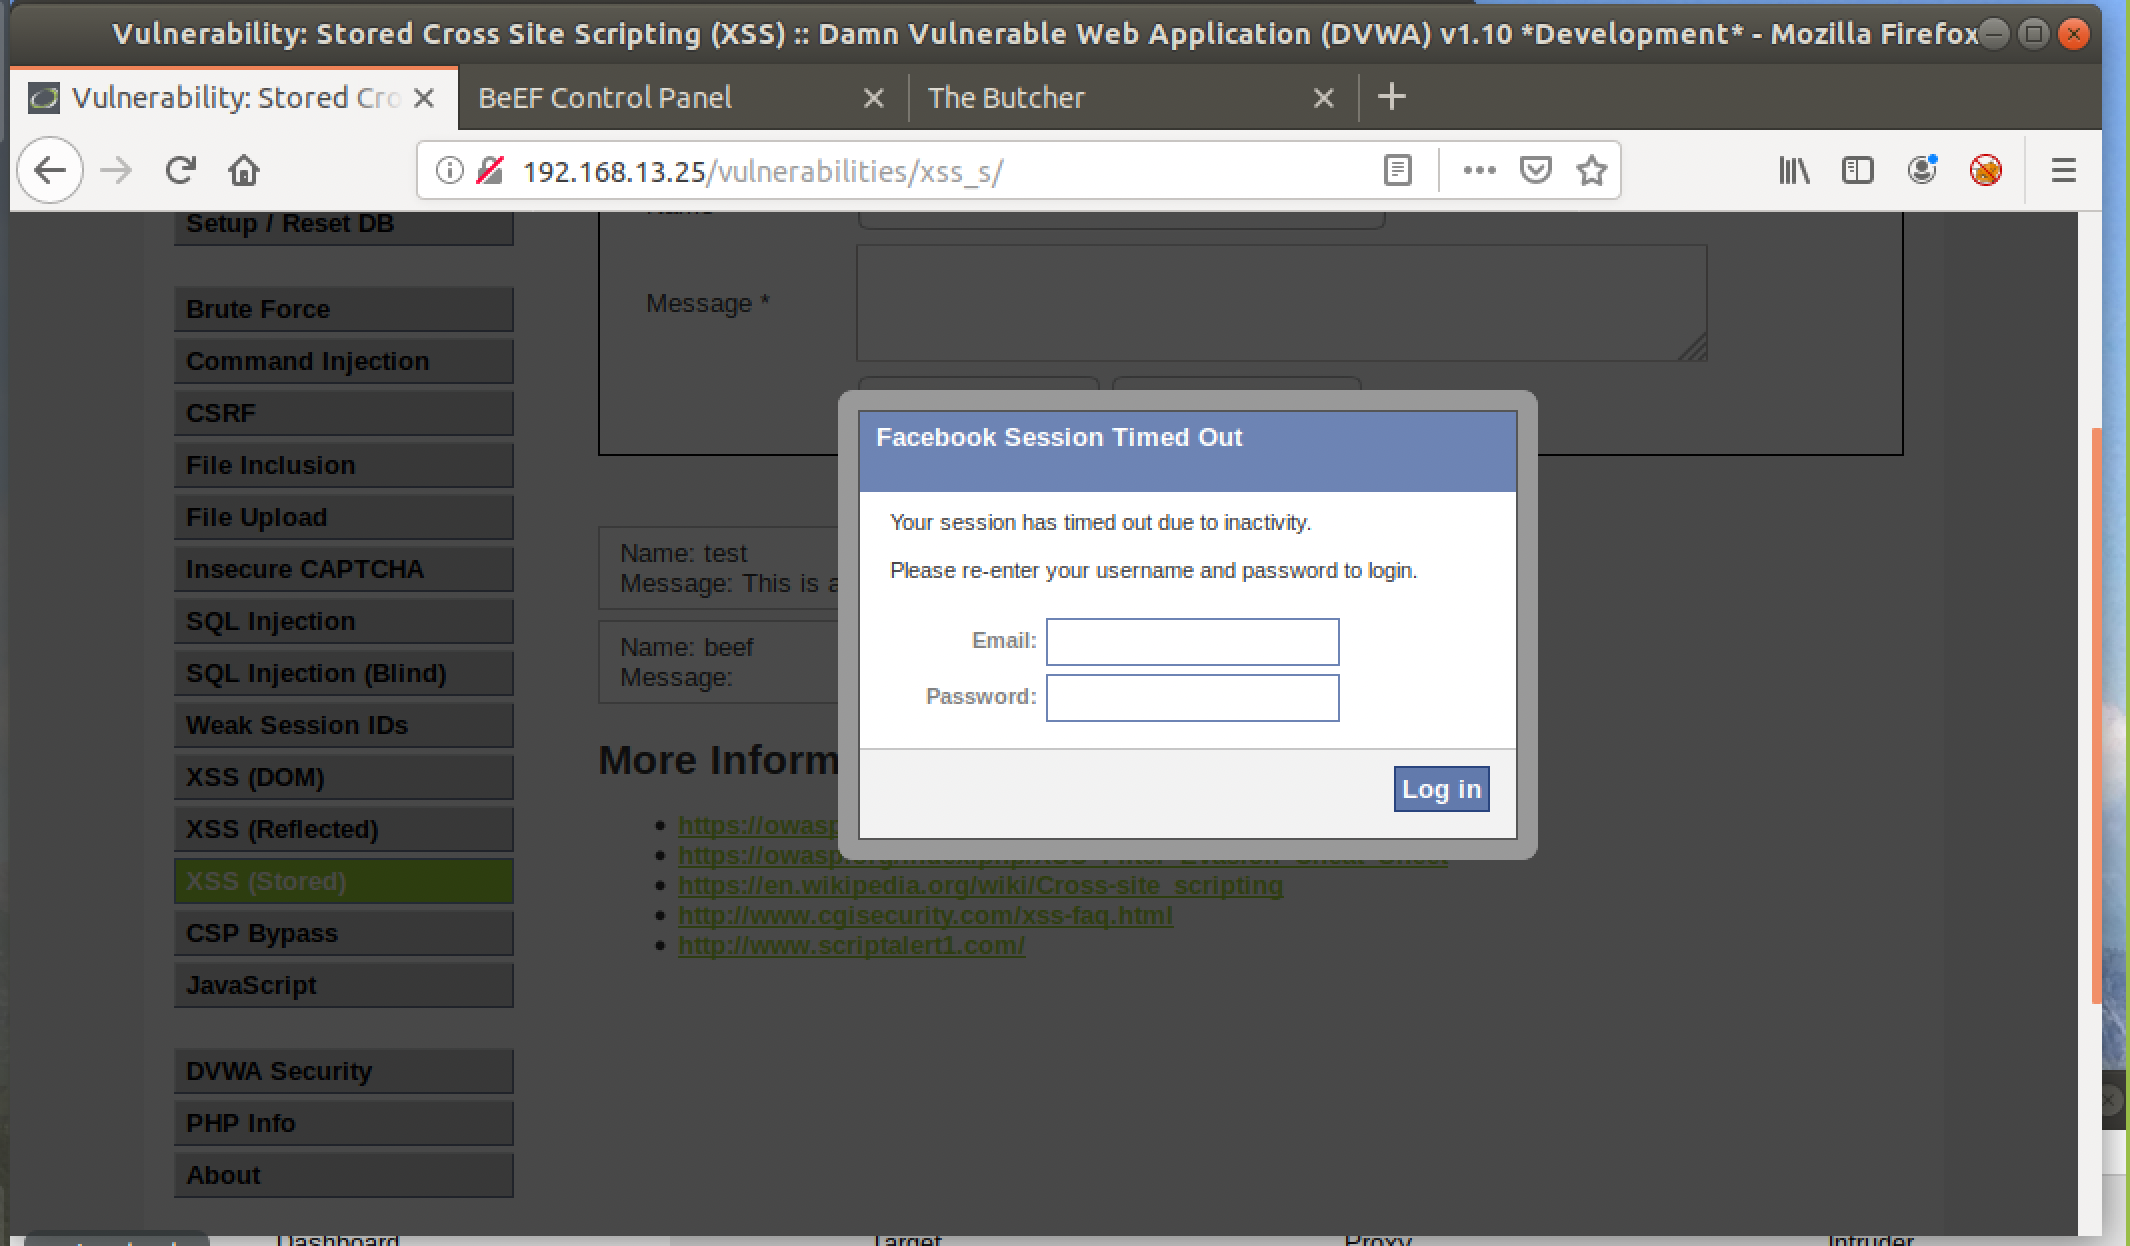 Vulnerability: Stored Cross Site Scripting (XSS) :: Damn Vulnerable Web Application (DVWA) v1.10 *Development* - Mozilla Firefox
Vulnerability: Stored Cro
BeEF Control Panel
The Butcher
192.168.13.25/vulnerabilities/xss_s/
Setup / Reset DB
Brute Force
Command Injection
CSRF
File Inclusion
File Upload
Insecure CAPTCHA
SQL Injection
SQL Injection (Blind)
Weak Session IDs
XSS (DOM)
XSS (Reflected)
XSS (Stored)
CSP Bypass
JavaScript
DVWA Security
PHP Info
About
Message *
Name: test
Message: This is a
Name: beef
Message:
More Inform
https://owasp
https://owasp.org/index.php/XSS_Filter_Evasion_Cheat_Sheet
https://en.wikipedia.org/wiki/Cross-site_scripting
http://www.cgisecurity.com/xss-faq.html
http://www.scriptalert1.com/
Facebook Session Timed Out
Your session has timed out due to inactivity.
Please re-enter your username and password to login.
Email:
Password:
Log in
Dashboard
Target
Proxy
Intruder